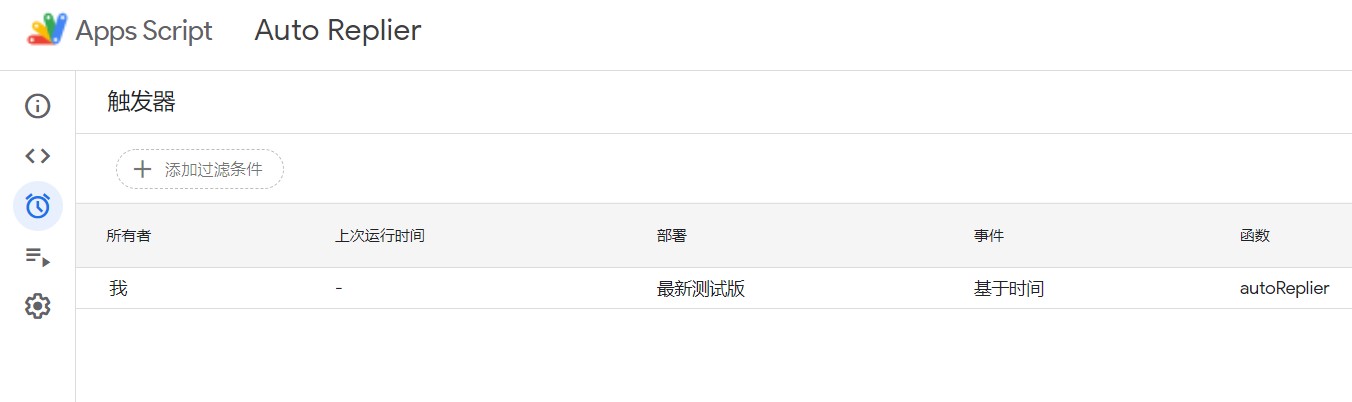 Apps Script Auto Replier
触发器
添加过滤条件
所有者 上次运行时间 部署 事件 函数
我 - 最新测试版 基于时间 autoReplier